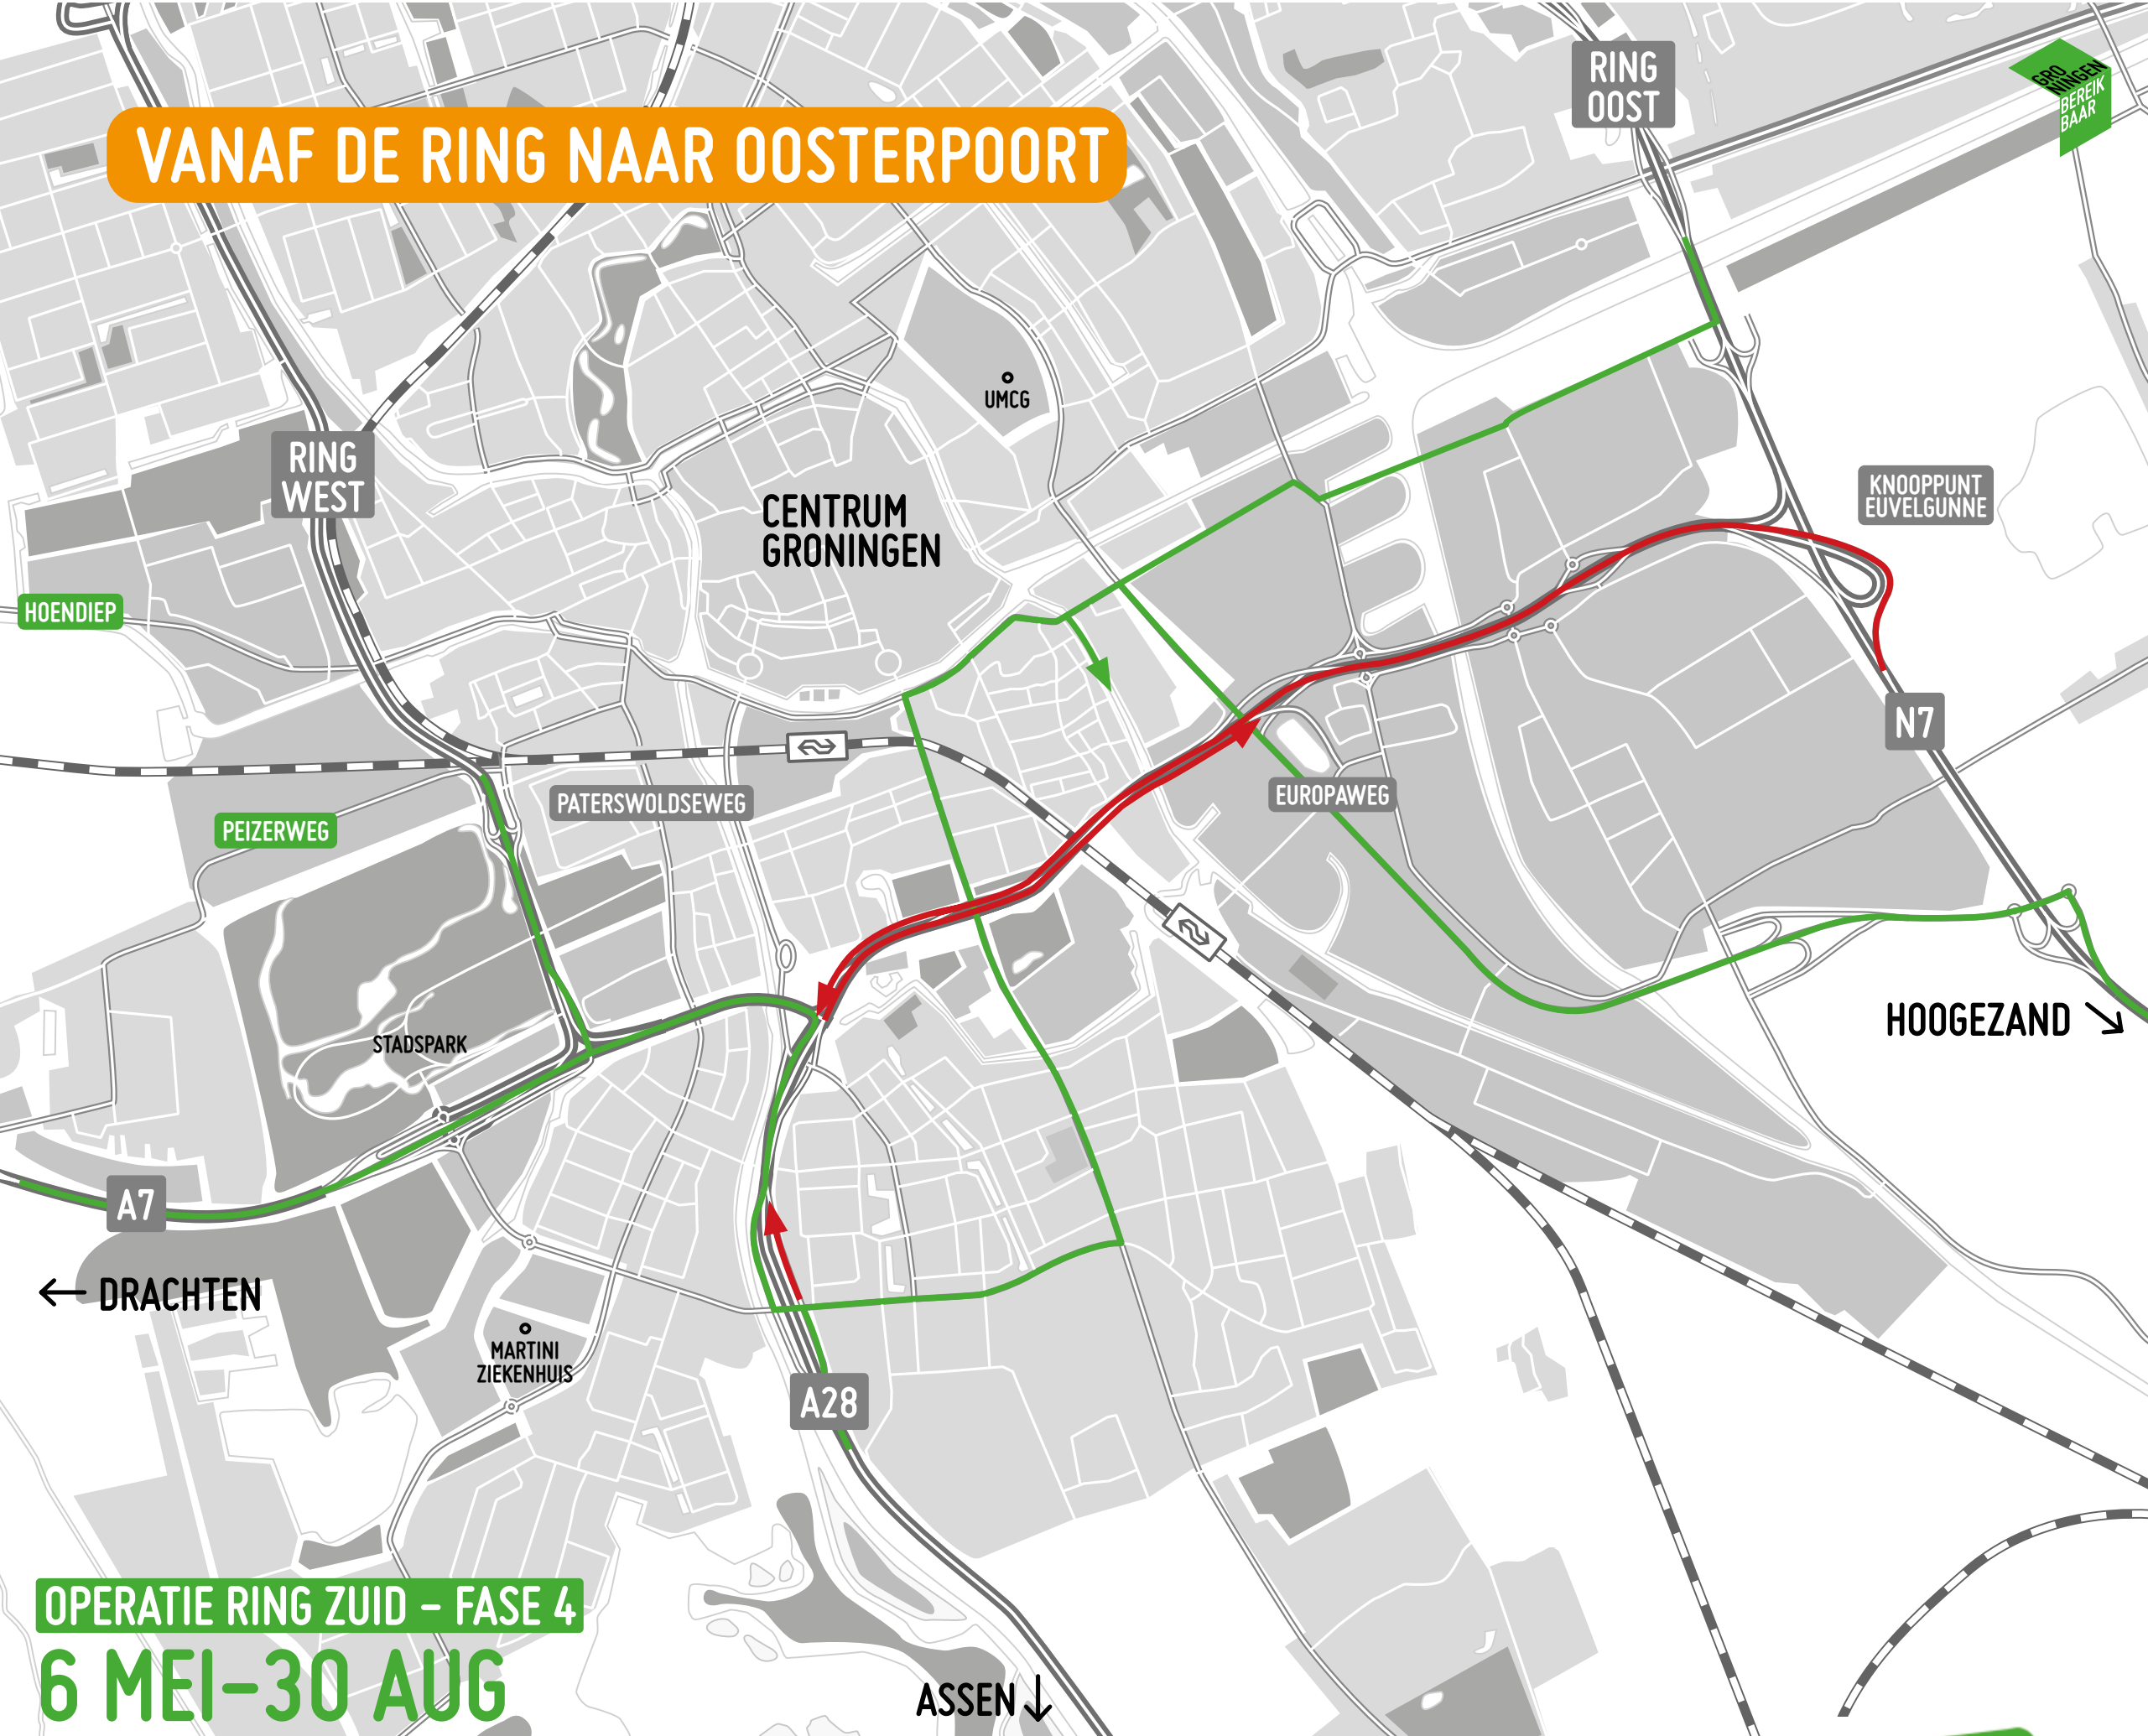 RING
OOST
GRO
NINGEN
BEREIK
BAAR
VANAF DE RING NAAR OOSTERPOORT
UMCG
RING
WEST
CENTRUM
GRONINGEN
KNOOPPUNT
EUVELGUNNE
HOENDIEP
N7
PATERSWOLDSEWEG
EUROPAWEG
PEIZERWEG
STADSPARK
HOOGEZAND
A7
DRACHTEN
MARTINI
ZIEKENHUIS
A28
OPERATIE RING ZUID – FASE 4
6 MEI–30 AUG
ASSEN